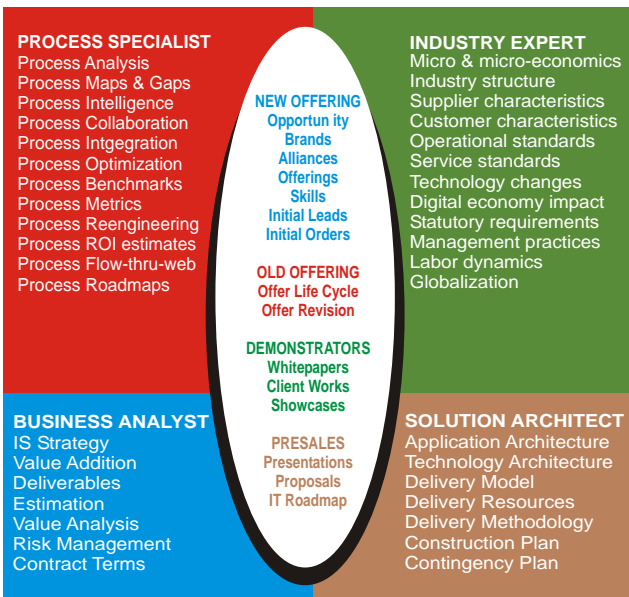 PROCESS SPECIALIST
Process Analysis
Process Maps & Gaps
Process Intelligence
Process Collaboration
Process Intgegration
Process Optimization
Process Benchmarks
Process Metrics
Process Reengineering
Process ROI estimates
Process Flow-thru-web
Process Roadmaps
INDUSTRY EXPERT
Micro & micro-economics
Industry structure
Supplier characteristics
Customer characteristics
Operational standards
Service standards
Technology changes
Digital economy impact
Statutory requirements
Management practices
Labor dynamics
Globalization
NEW OFFERING
Opportun ity
Brands
Alliances
Offerings
Skills
Initial Leads
Initial Orders
OLD OFFERING
Offer Life Cycle
Offer Revision
DEMONSTRATORS
Whitepapers
Client Works
Showcases
PRESALES
Presentations
Proposals
IT Roadmap
BUSINESS ANALYST
IS Strategy
Value Addition
Deliverables
Estimation
Value Analysis
Risk Management
Contract Terms
SOLUTION ARCHITECT
Application Architecture
Technology Architecture
Delivery Model
Delivery Resources
Delivery Methodology
Construction Plan
Contingency Plan